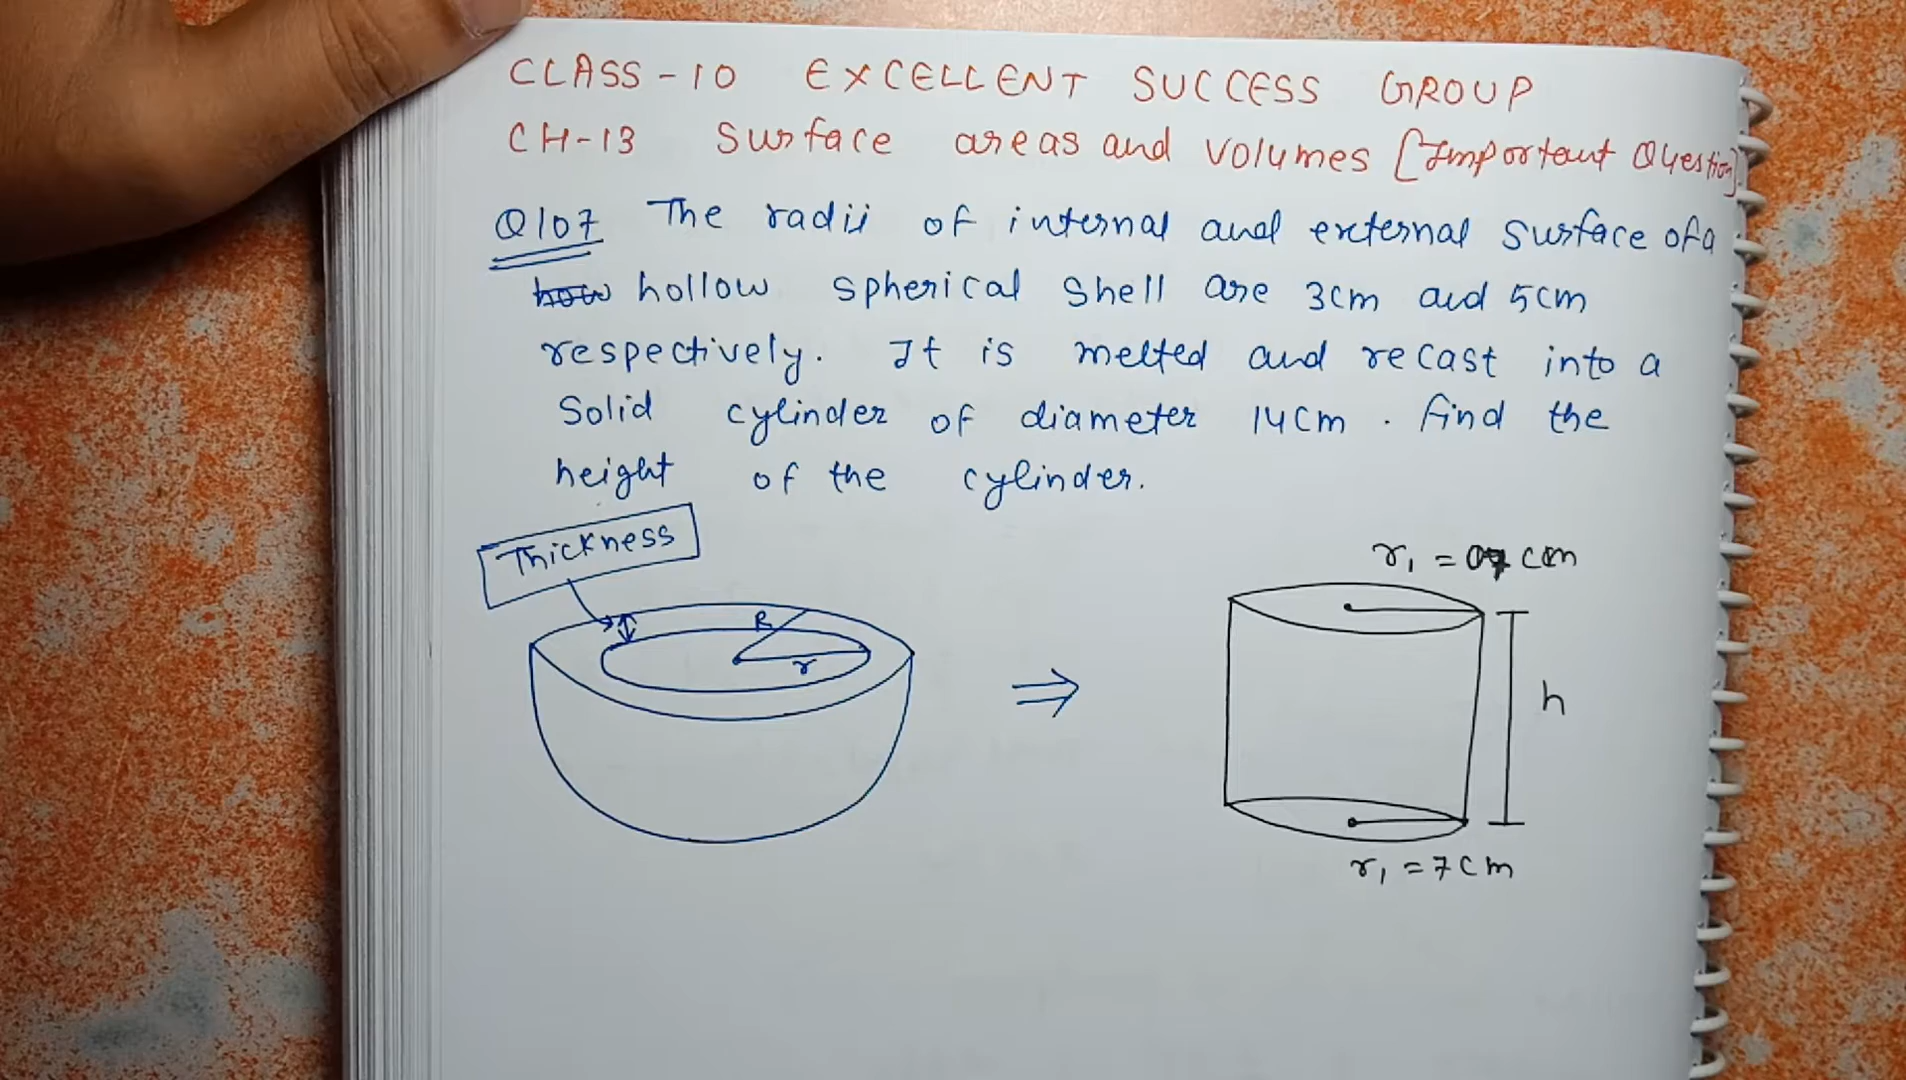 CLASS-10 EXCELLENT SUCCESS GROUP
CH-13 Surface areas and volumes [Important Question]
Q107 The radii of internal and external surface of a
hollow spherical shell are 3cm and 5cm
respectively. It is melted and recast into a
Solid cylinder of diameter 14cm. find the
height of the cylinder.
Thickness
r₁ = 7 cm
R
r
⇒
h
r₁ = 7cm